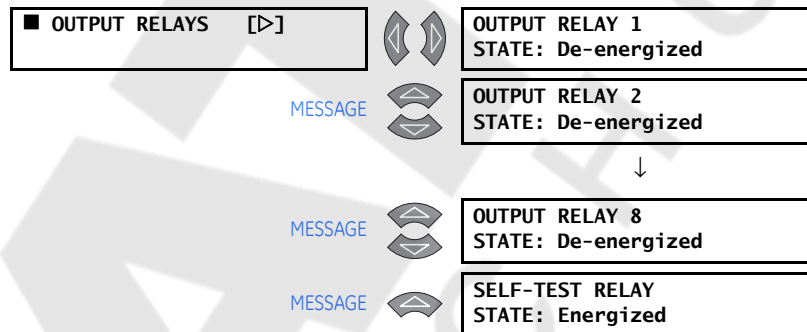 ■ OUTPUT RELAYS [▷] OUTPUT RELAY 1
STATE: De-energized
MESSAGE OUTPUT RELAY 2
STATE: De-energized
↓
MESSAGE OUTPUT RELAY 8
STATE: De-energized
MESSAGE SELF-TEST RELAY
STATE: Energized